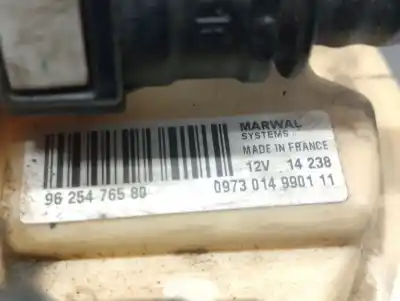 MARWAL
SYSTEMS
MADE IN FRANCE
12V 14 238
96 254 765 80 0973 014 9901 11